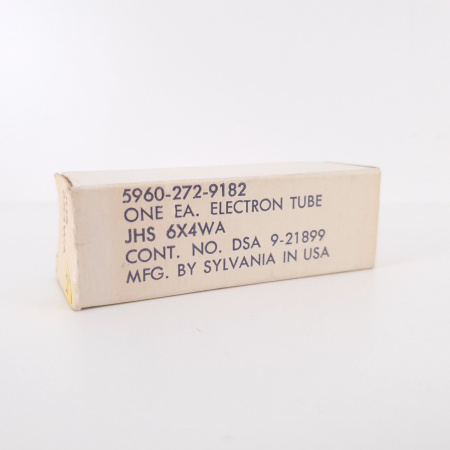 5960-272-9182
ONE EA. ELECTRON TUBE
JHS 6X4WA
CONT. NO. DSA 9-21899
MFG. BY SYLVANIA IN USA